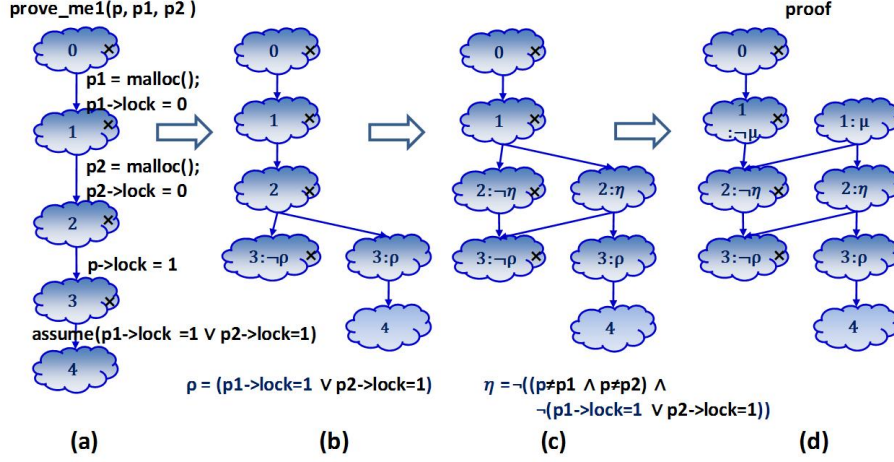 prove_me1(p, p1, p2 )
proof
0
0
0
0
p1 = malloc();
p1->lock = 0
1
1
1
1
:¬μ
1: μ
p2 = malloc();
p2->lock = 0
2
2
2:¬η
2:η
2:¬η
2:η
p->lock = 1
3
3:¬ρ
3:ρ
3:¬ρ
3:ρ
3:¬ρ
3:ρ
assume(p1->lock =1 ∨ p2->lock=1)
4
4
4
4
ρ = (p1->lock=1 ∨ p2->lock=1)
η =¬((p≠p1 ∧ p≠p2) ∧
¬(p1->lock=1 ∨ p2->lock=1))
(a)
(b)
(c)
(d)